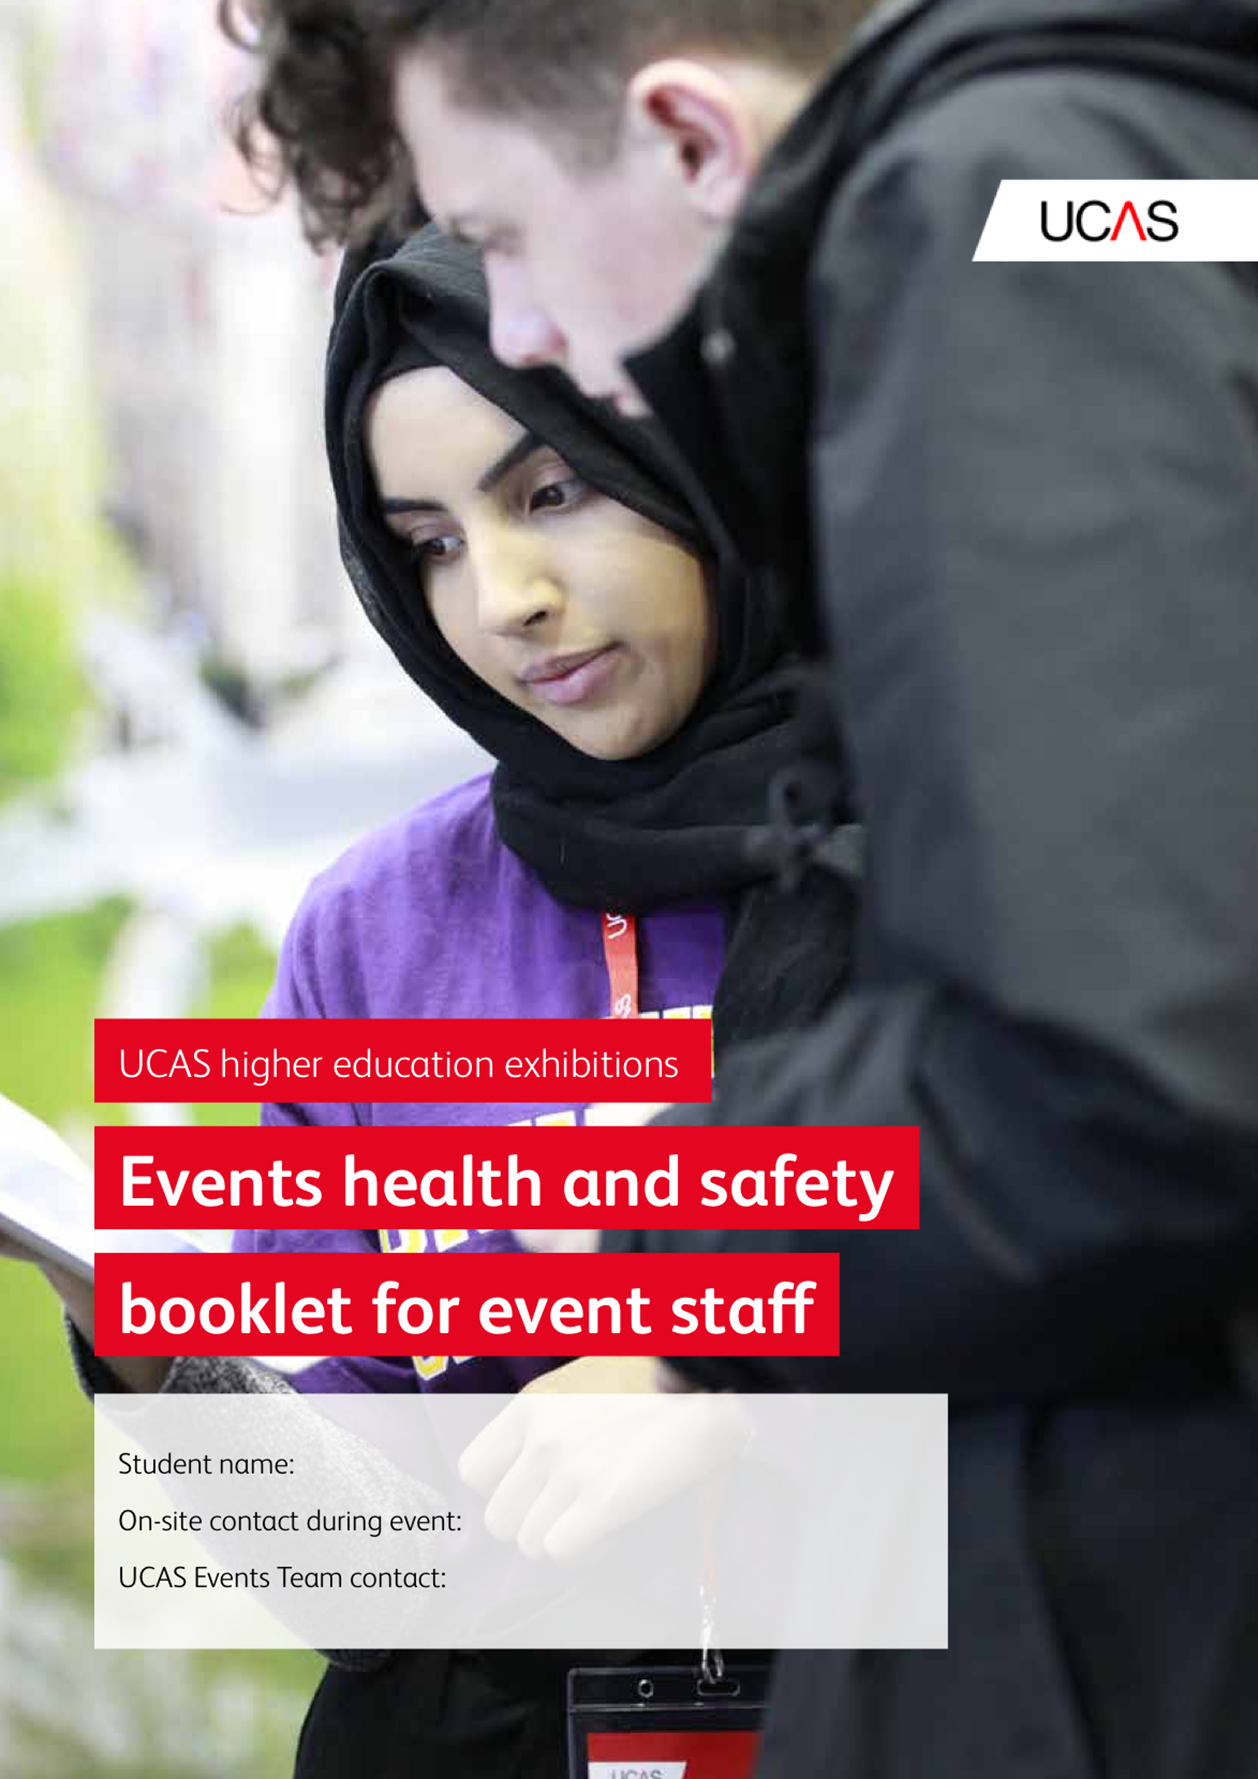 UCAS
UCAS higher education exhibitions
Events health and safety
booklet for event staff
Student name:
On-site contact during event:
UCAS Events Team contact:
UCAS